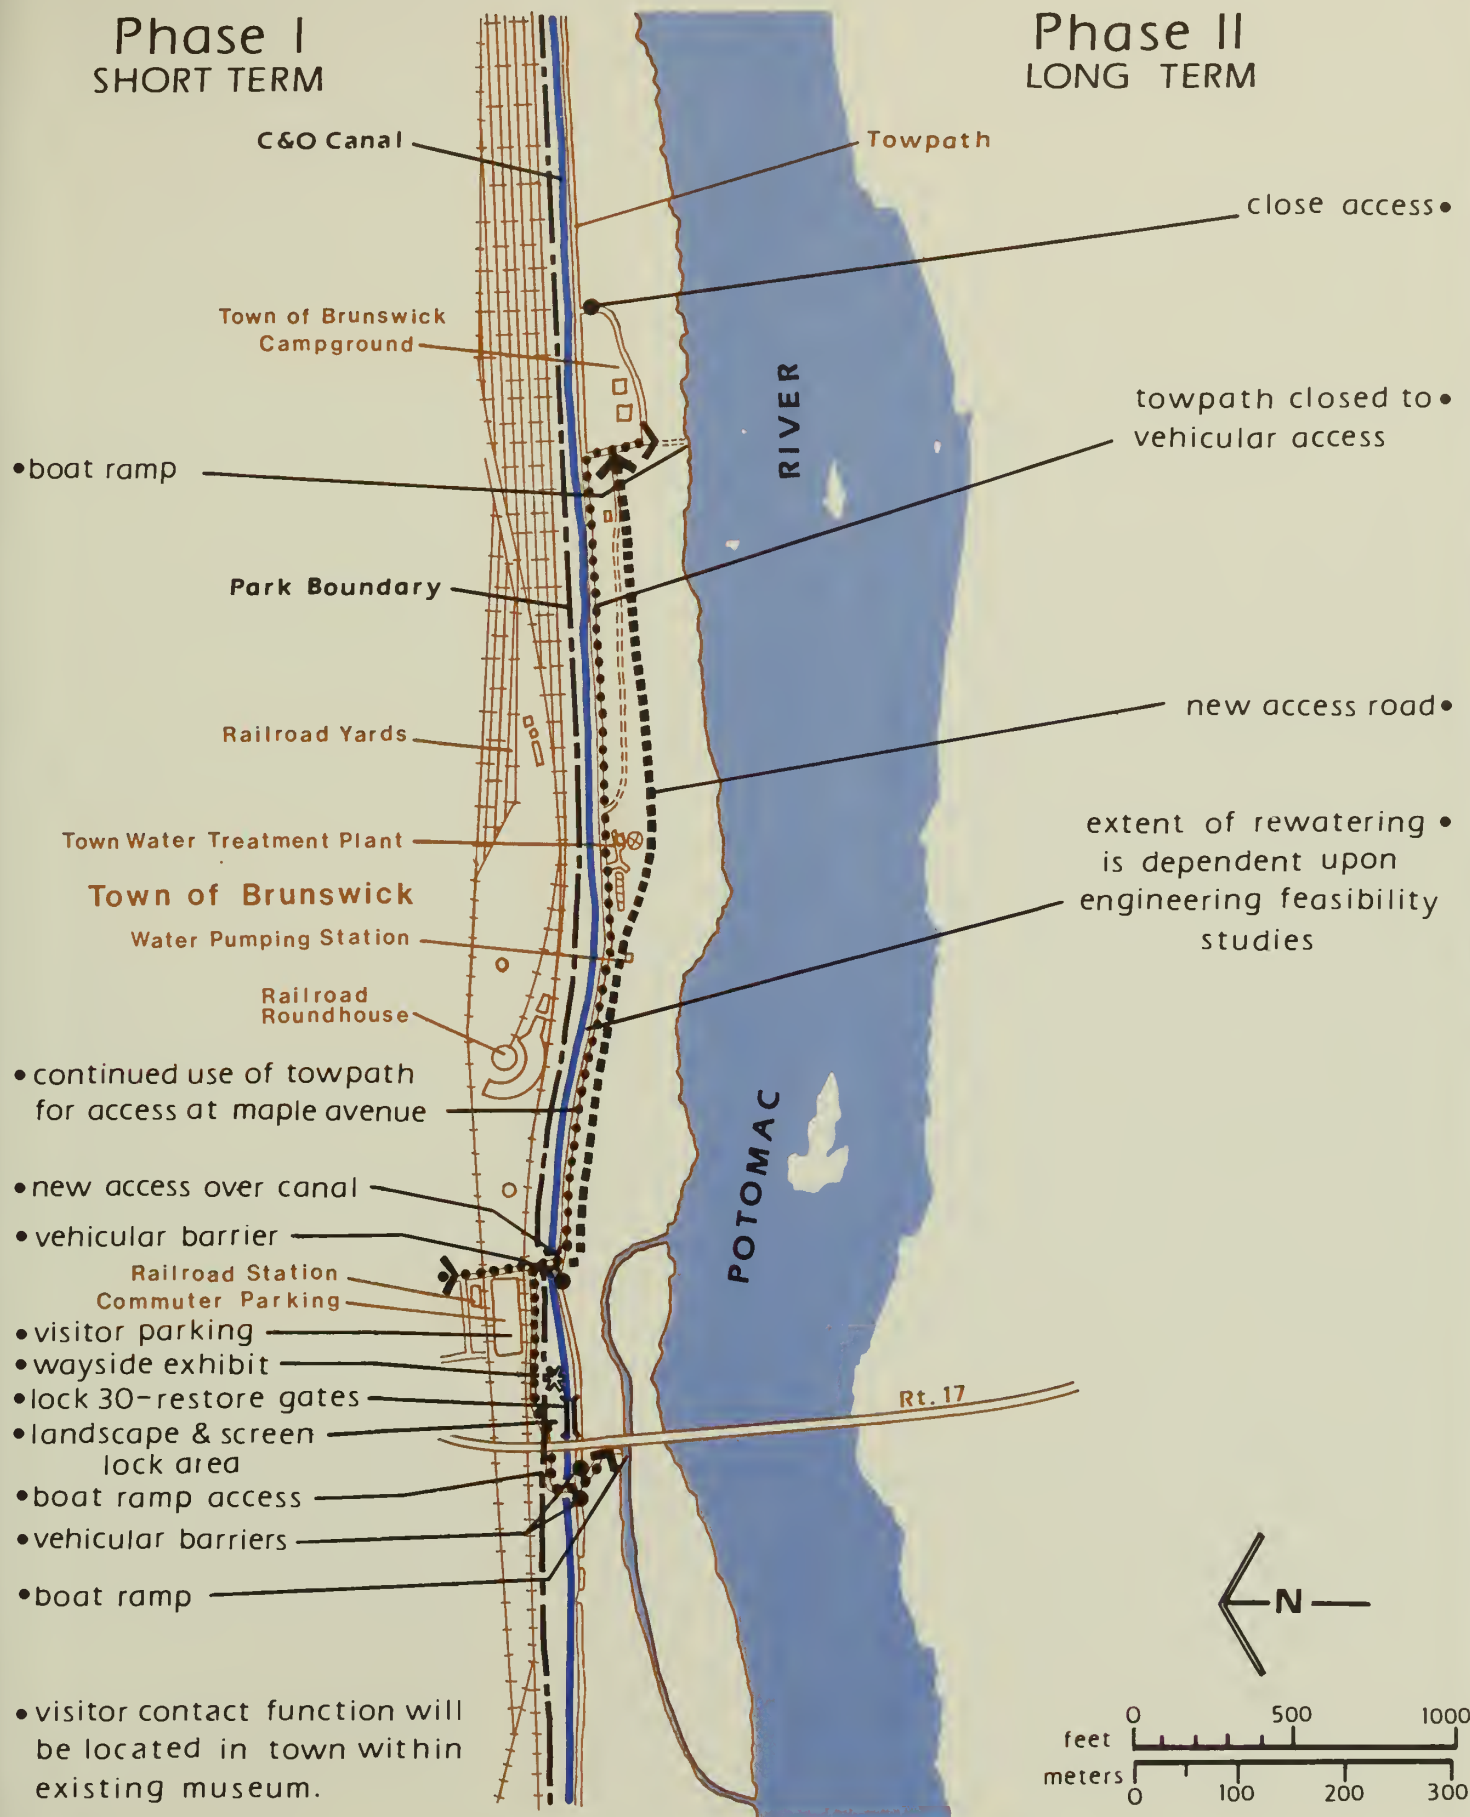 Phase I
SHORT TERM
Phase II
LONG TERM
C&O Canal
Towpath
close access•
Town of Brunswick
Campground
RIVER
towpath closed to •
vehicular access
•boat ramp
Park Boundary
new access road•
Railroad Yards
extent of rewatering •
is dependent upon
engineering feasibility
studies
Town Water Treatment Plant
Town of Brunswick
Water Pumping Station
Railroad
Roundhouse
•continued use of towpath
for access at maple avenue
POTOMAC
•new access over canal
•vehicular barrier
Railroad Station
Commuter Parking
•visitor parking
•wayside exhibit
•lock 30-restore gates
Rt. 17
•landscape & screen
lock area
•boat ramp access
•vehicular barriers
•boat ramp
N
•visitor contact function will
be located in town within
existing museum.
0 500 1000
feet
meters
0 100 200 300